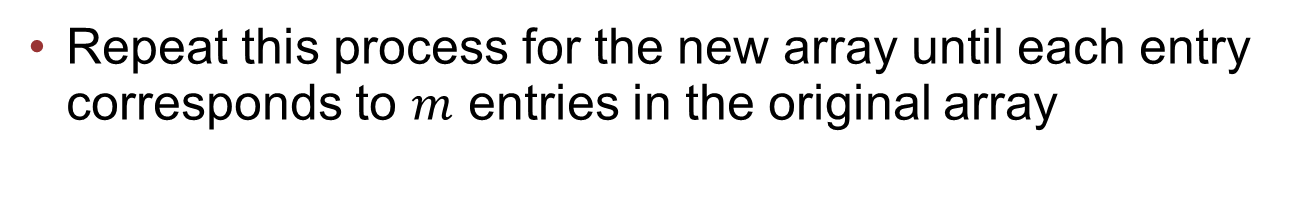 • Repeat this process for the new array until each entry
corresponds to m entries in the original array